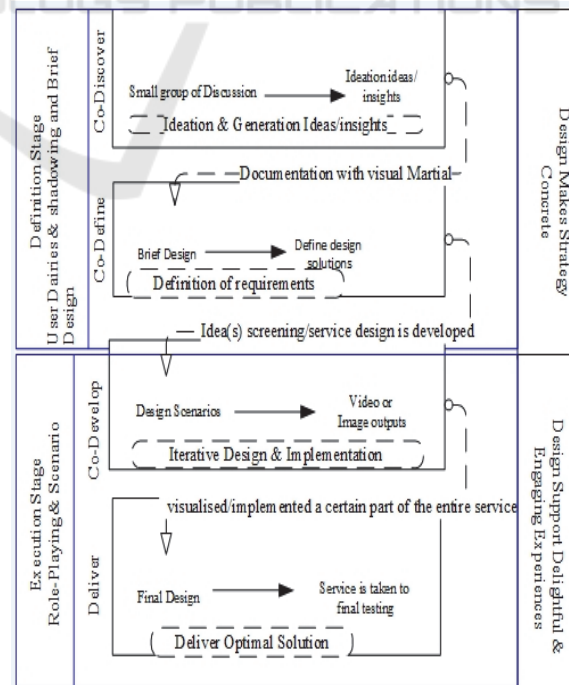 Definition Stage
User Dairies & shadowing and Brief
Design
Co-Discover
Small group of Discussion
Ideation ideas/
insights
Ideation & Generation Ideas/insights
Documentation with visual Martial
Co-Define
Brief Design
Define design
solutions
Definition of requirements
Design Makes Strategy
Concrete
Idea(s) screening/service design is developed
Execution Stage
Role-Playing & Scenario
Co-Develop
Design Scenarios
Video or
Image outputs
Iterative Design & Implementation
visualised/implemented a certain part of the entire service
Deliver
Final Design
Service is taken to
final testing
Deliver Optimal Solution
Design Support Delightful &
Engaging Experiences